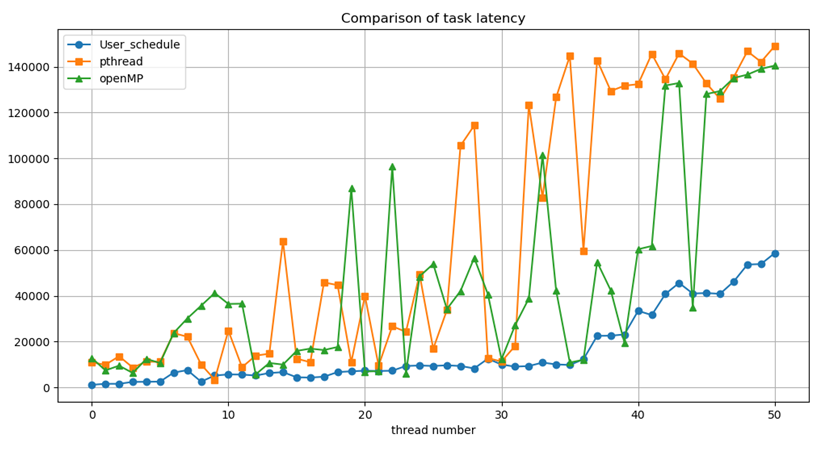 Comparison of task latency
User_schedule
pthread
openMP
140000
120000
100000
80000
60000
40000
20000
0
0 10 20 30 40 50
thread number